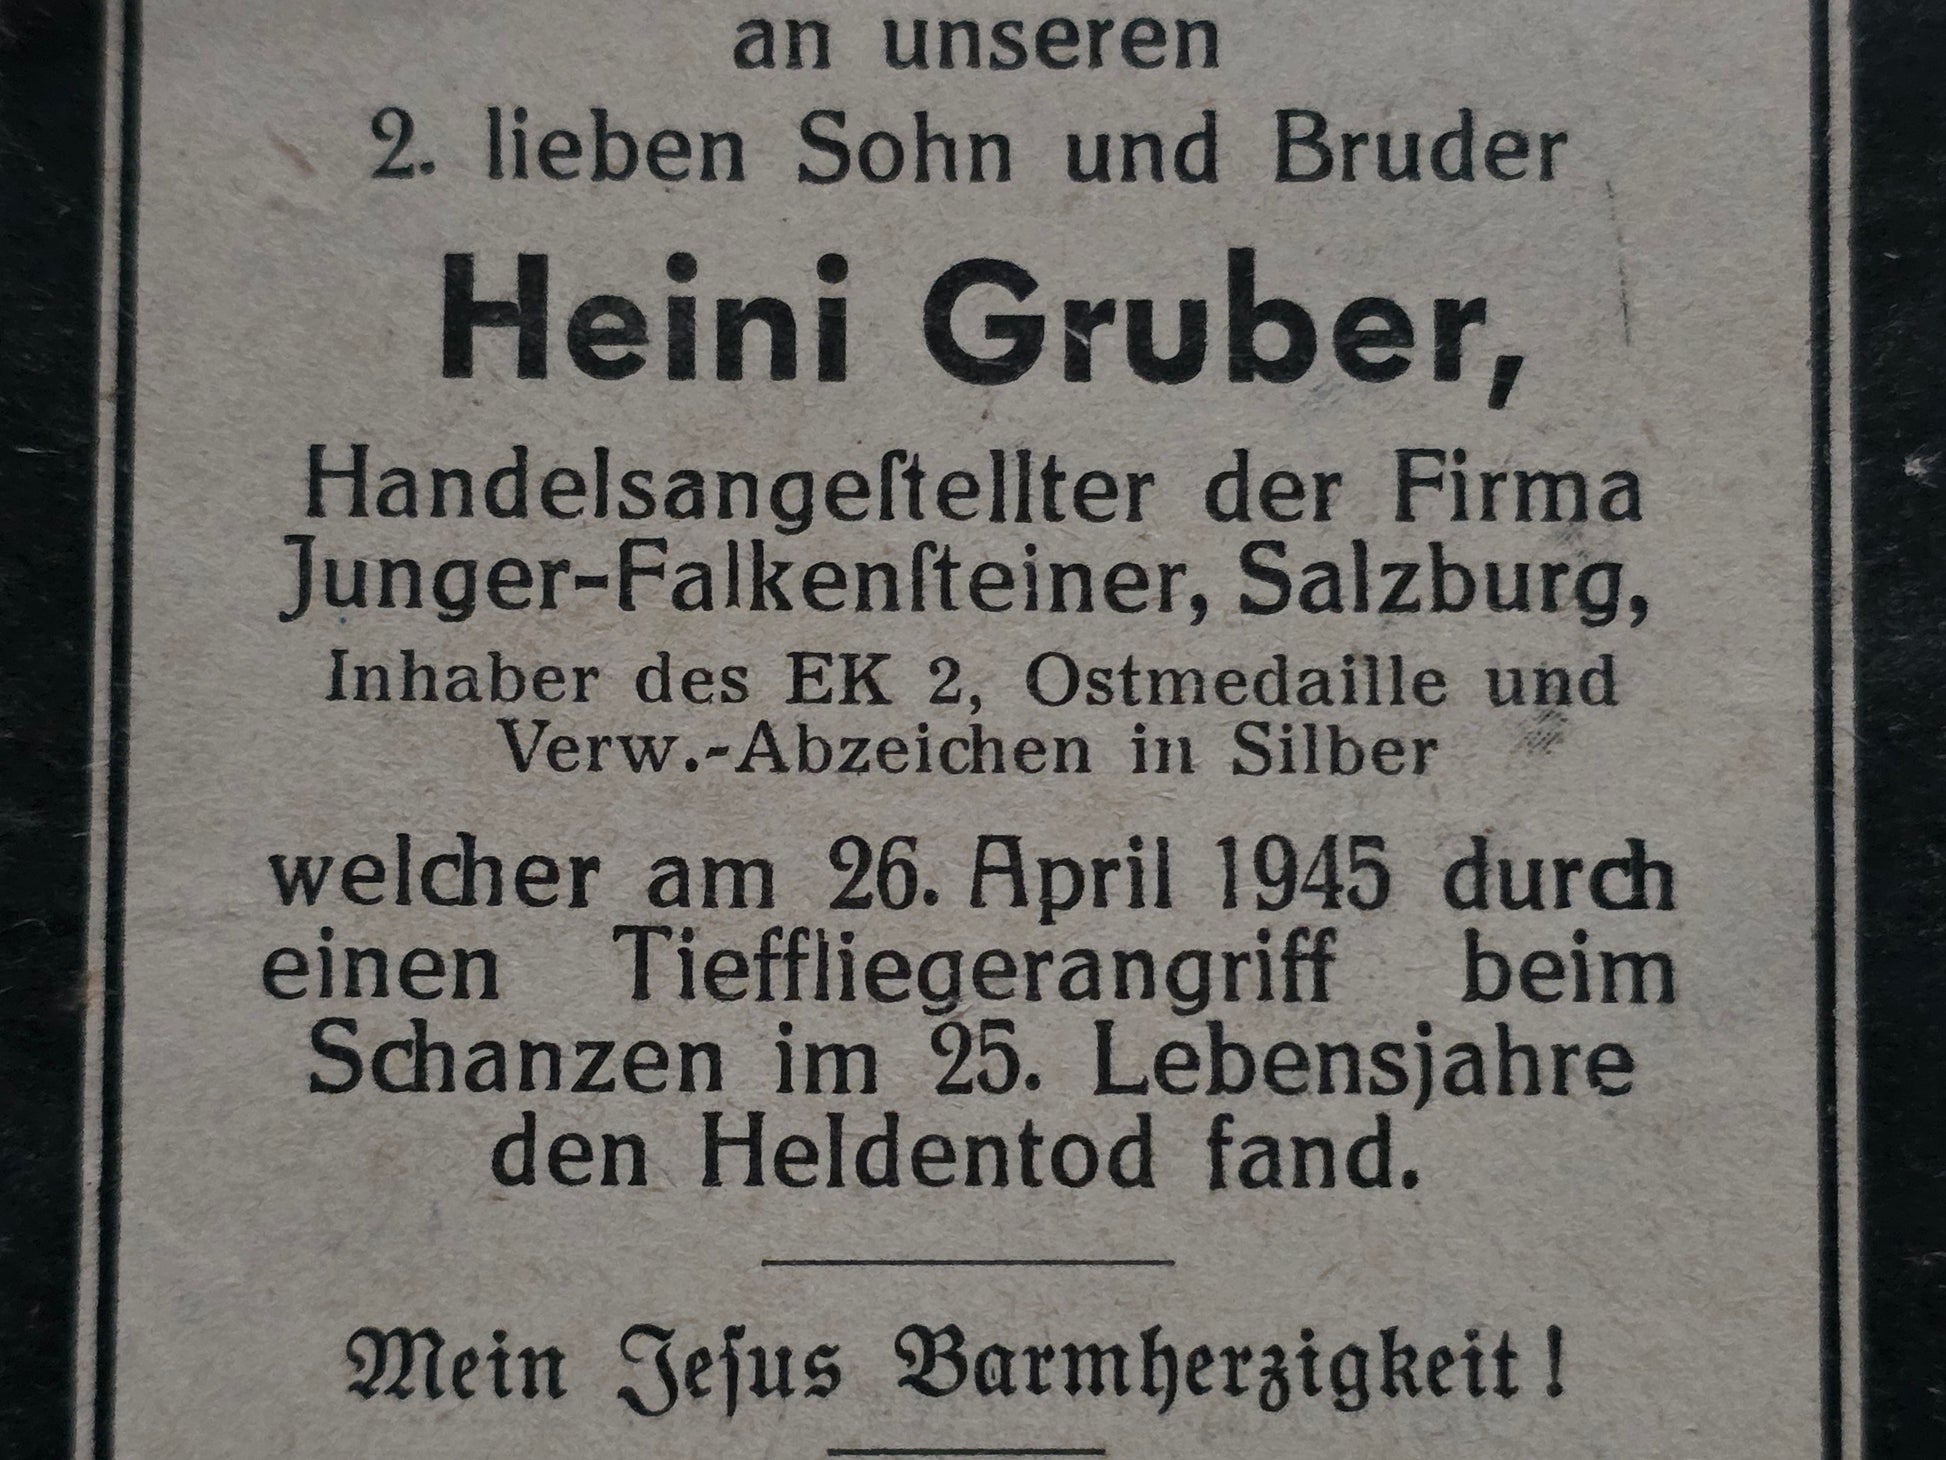 an unseren
2. lieben Sohn und Bruder
Heini Gruber,
Handelsangeſtellter der Firma
Junger-Falkenſteiner, Salzburg,
Inhaber des EK 2, Ostmedaille und
Verw.-Abzeichen in Silber
welcher am 26. April 1945 durch
einen Tieffliegerangriff beim
Schanzen im 25. Lebensjahre
den Heldentod fand.
Mein Jeſus Barmherzigkeit!